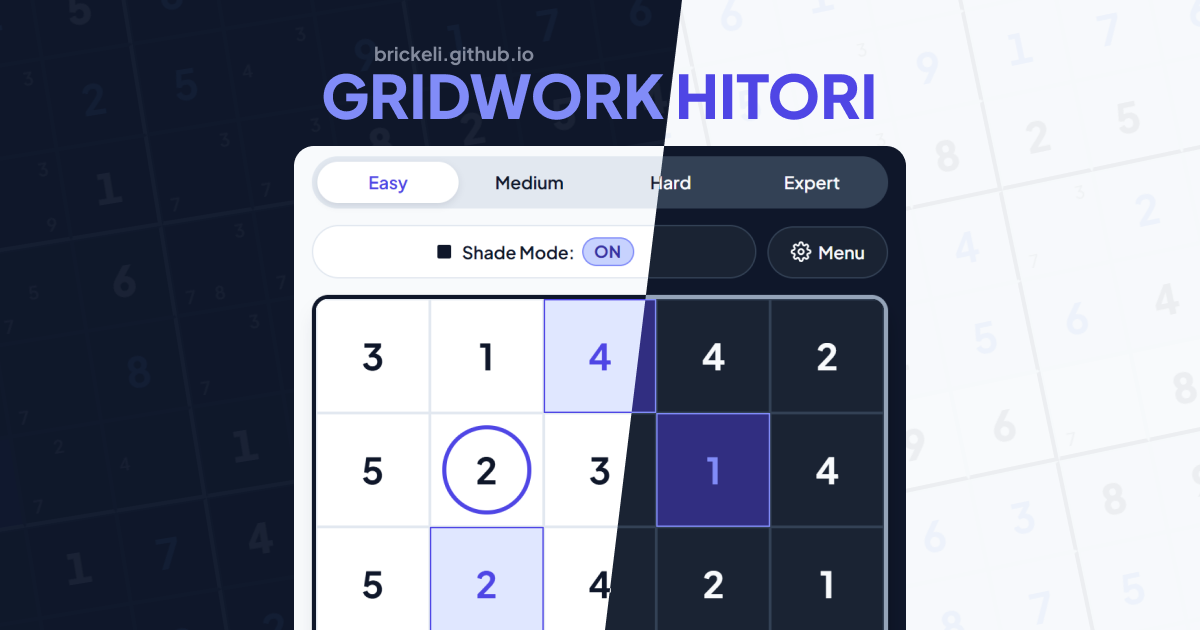 brickeli.github.io
GRIDWORK HITORI
Easy Medium Hard Expert
Shade Mode: ON Menu
3 1 4 4 2
5 2 3 1 4
5 2 4 2 1